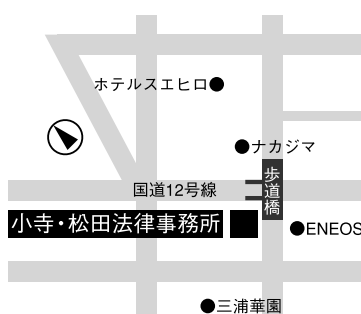 ホテルスエヒロ●
●ナカジマ
歩道橋
国道12号線
小寺・松田法律事務所
●ENEOS
●三浦華園